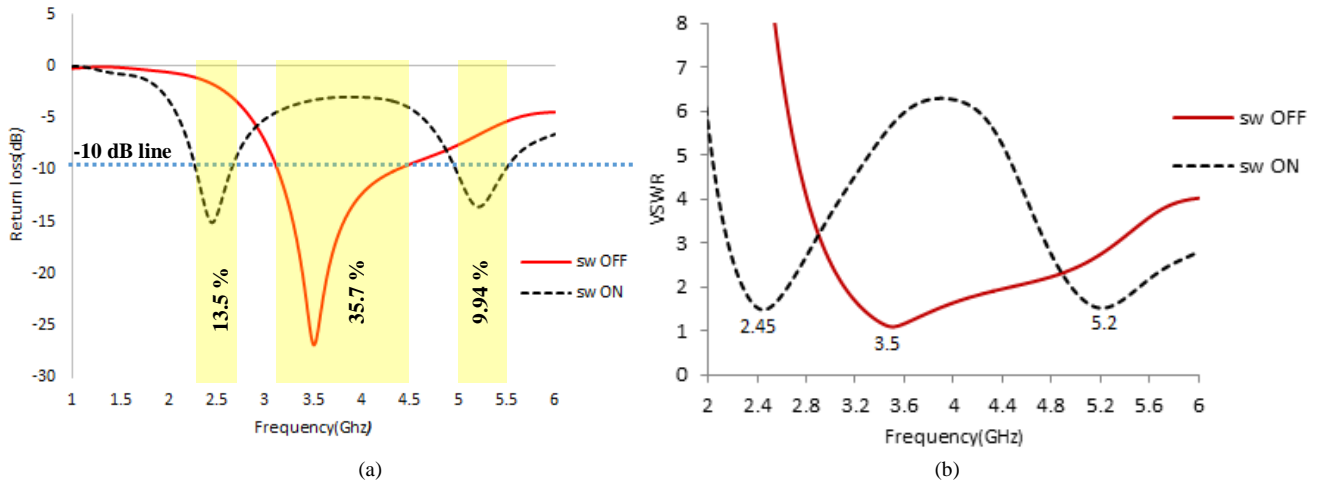 5
0
-5
-10
-15
-20
-25
-30
Return loss(dB)
-10 dB line
13.5 %
35.7 %
9.94 %
sw OFF
sw ON
1 1.5 2 2.5 3 3.5 4 4.5 5 5.5 6
Frequency(Ghz)
(a)
8
7
6
5
4
3
2
1
0
VSWR
2.45
3.5
5.2
sw OFF
sw ON
2 2.4 2.8 3.2 3.6 4 4.4 4.8 5.2 5.6 6
Frequency(GHz)
(b)